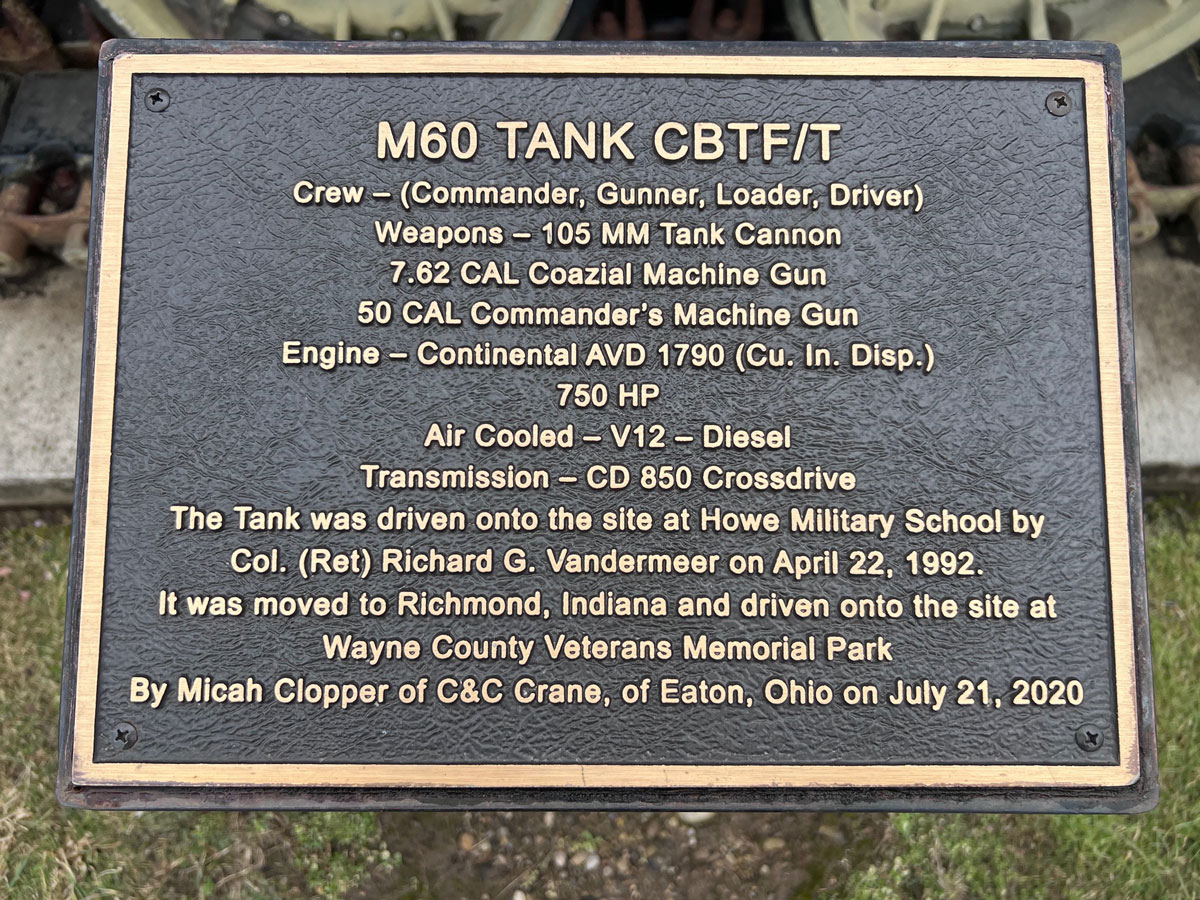 M60 TANK CBTF/T
Crew – (Commander, Gunner, Loader, Driver)
Weapons – 105 MM Tank Cannon
7.62 CAL Coazial Machine Gun
50 CAL Commander's Machine Gun
Engine – Continental AVD 1790 (Cu. In. Disp.)
750 HP
Air Cooled – V12 – Diesel
Transmission – CD 850 Crossdrive
The Tank was driven onto the site at Howe Military School by
Col. (Ret) Richard G. Vandermeer on April 22, 1992.
It was moved to Richmond, Indiana and driven onto the site at
Wayne County Veterans Memorial Park
By Micah Clopper of C&C Crane, of Eaton, Ohio on July 21, 2020